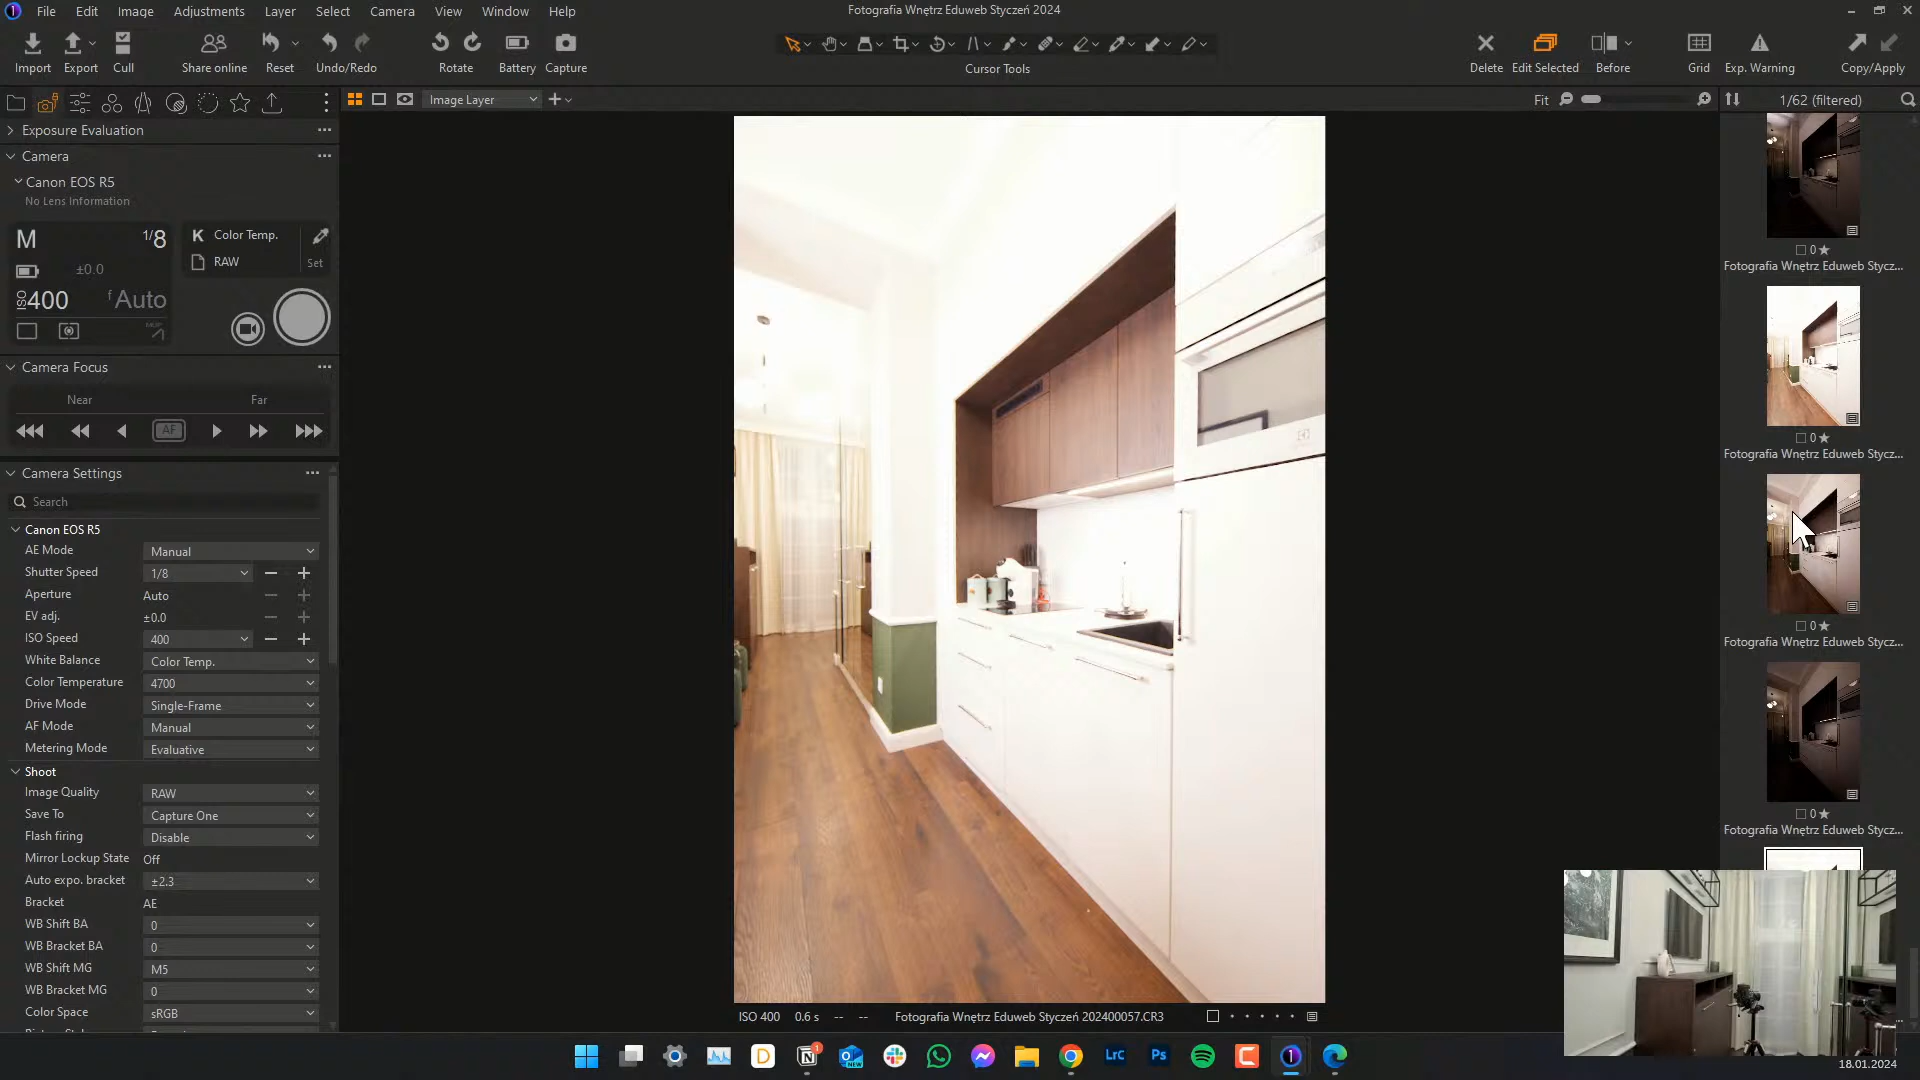 File Edit Image Adjustments Layer Select Camera View Window Help
Fotografia Wnętrz Eduweb Styczeń 2024
Import Export Cull Share online Reset Undo/Redo Rotate Battery Capture
Cursor Tools
Delete Edit Selected Before Grid Exp. Warning Copy/Apply
Image Layer
Fit
1/62 (filtered)
Exposure Evaluation
Camera
Canon EOS R5
No Lens Information
M 1/8
±0.0
ISO 400 f Auto
K Color Temp.
RAW
Set
Camera Focus
Near Far
AF
Camera Settings
Search
Canon EOS R5
AE Mode Manual
Shutter Speed 1/8
Aperture Auto
EV adj. ±0.0
ISO Speed 400
White Balance Color Temp.
Color Temperature 4700
Drive Mode Single-Frame
AF Mode Manual
Metering Mode Evaluative
Shoot
Image Quality RAW
Save To Capture One
Flash firing Disable
Mirror Lockup State Off
Auto expo. bracket ±2.3
Bracket AE
WB Shift BA 0
WB Bracket BA 0
WB Shift MG M5
WB Bracket MG 0
Color Space sRGB
0
Fotografia Wnętrz Eduweb Stycz...
0
Fotografia Wnętrz Eduweb Stycz...
0
Fotografia Wnętrz Eduweb Stycz...
0
Fotografia Wnętrz Eduweb Stycz...
ISO 400 0.6 s -- -- Fotografia Wnętrz Eduweb Styczeń 202400057.CR3
D N 1 NEW LrC Ps C 1
18.01.2024